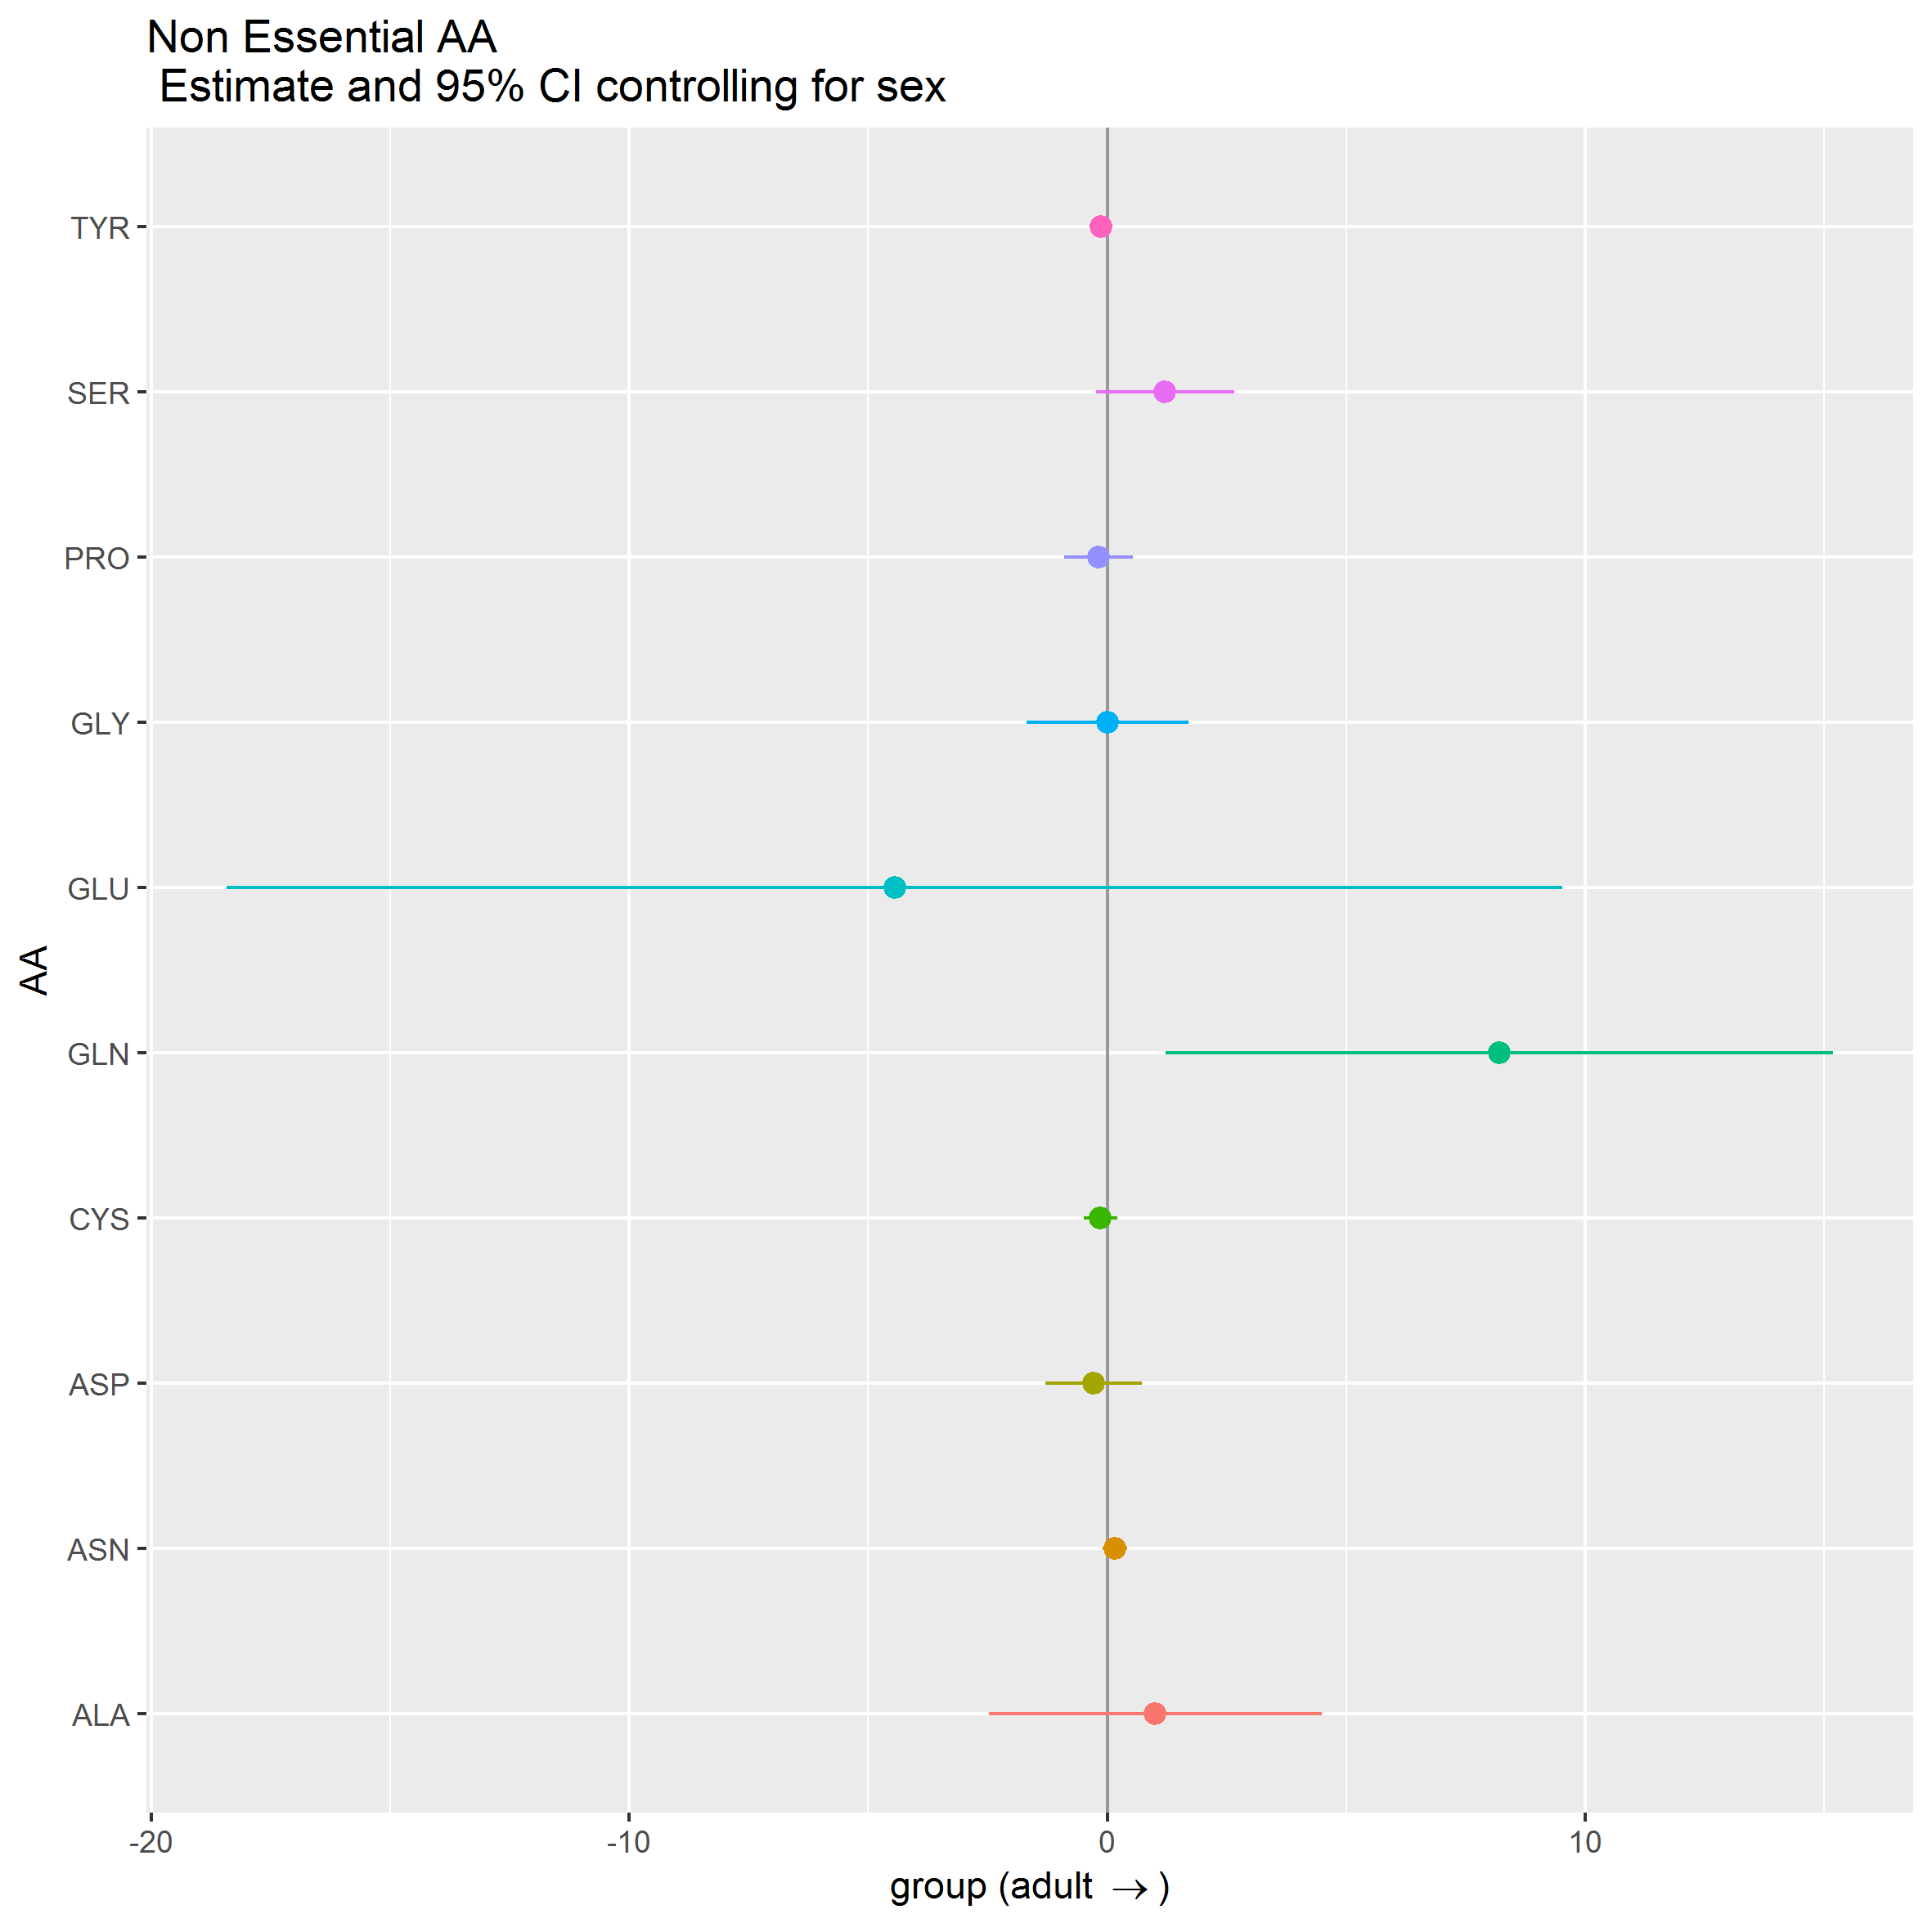 Non Essential AA
Estimate and 95% CI controlling for sex
TYR
SER
PRO
GLY
GLU
GLN
CYS
ASP
ASN
ALA
AA
-20 -10 0 10
group (adult → )